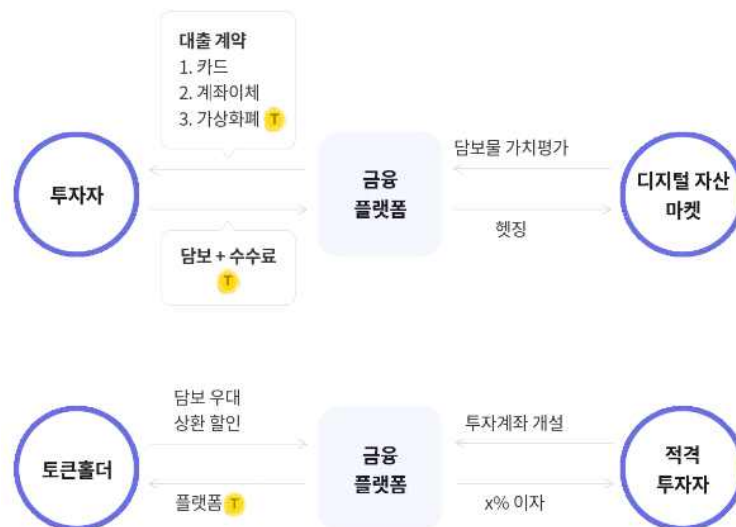 대출 계약
1. 카드
2. 계좌이체
3. 가상화폐 T
투자자
금융
플랫폼
담보물 가치평가
헷징
디지털 자산
마켓
담보 + 수수료
T
담보 우대
상환 할인
토큰홀더
플랫폼 T
금융
플랫폼
투자계좌 개설
x% 이자
적격
투자자